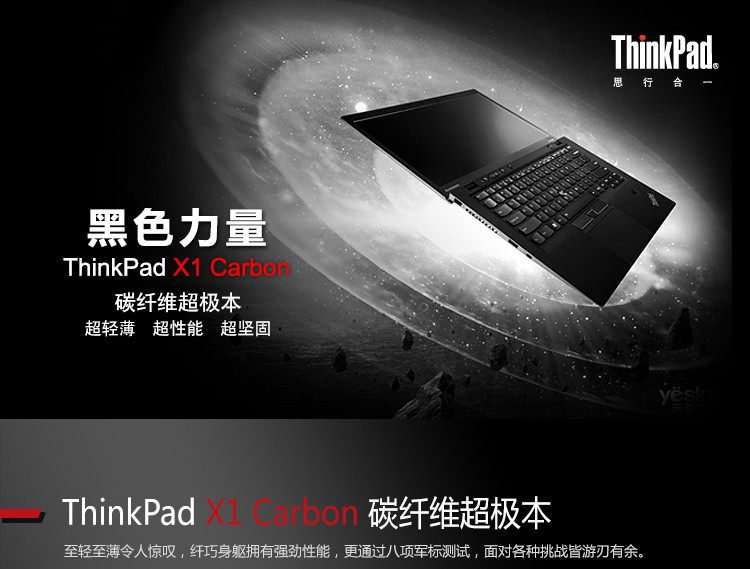 ThinkPad®
思行合一
黑色力量
ThinkPad X1 Carbon
碳纤维超极本
超轻薄 超性能 超坚固
yësky
ThinkPad X1 Carbon 碳纤维超极本
至轻至薄令人惊叹，纤巧身躯拥有强劲性能，更通过八项军标测试，面对各种挑战皆游刃有余。